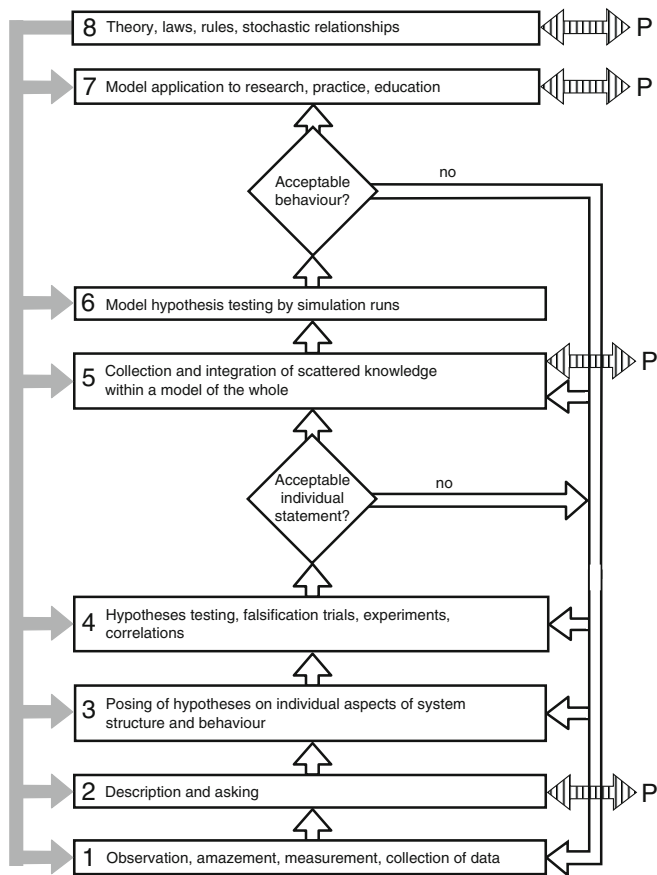 8 Theory, laws, rules, stochastic relationships
P
7 Model application to research, practice, education
P
Acceptable
behaviour?
no
6 Model hypothesis testing by simulation runs
5 Collection and integration of scattered knowledge
within a model of the whole
P
Acceptable
individual
statement?
no
4 Hypotheses testing, falsification trials, experiments,
correlations
3 Posing of hypotheses on individual aspects of system
structure and behaviour
2 Description and asking
P
1 Observation, amazement, measurement, collection of data